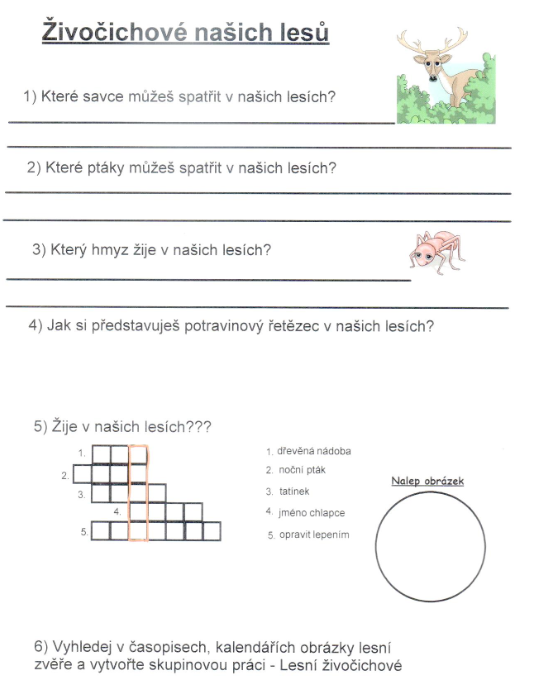 Živočichové našich lesů
1) Které savce můžeš spatřit v našich lesích?
2) Které ptáky můžeš spatřit v našich lesích?
3) Který hmyz žije v našich lesích?
4) Jak si představuješ potravinový řetězec v našich lesích?
5) Žije v našich lesích???
1.
2.
3.
4.
5.
1. dřevěná nádoba
2. noční pták
3. tatínek
4. jméno chlapce
5. opravit lepením
Nalep obrázek
6) Vyhledej v časopisech, kalendářích obrázky lesní
zvěře a vytvořte skupinovou práci - Lesní živočichové